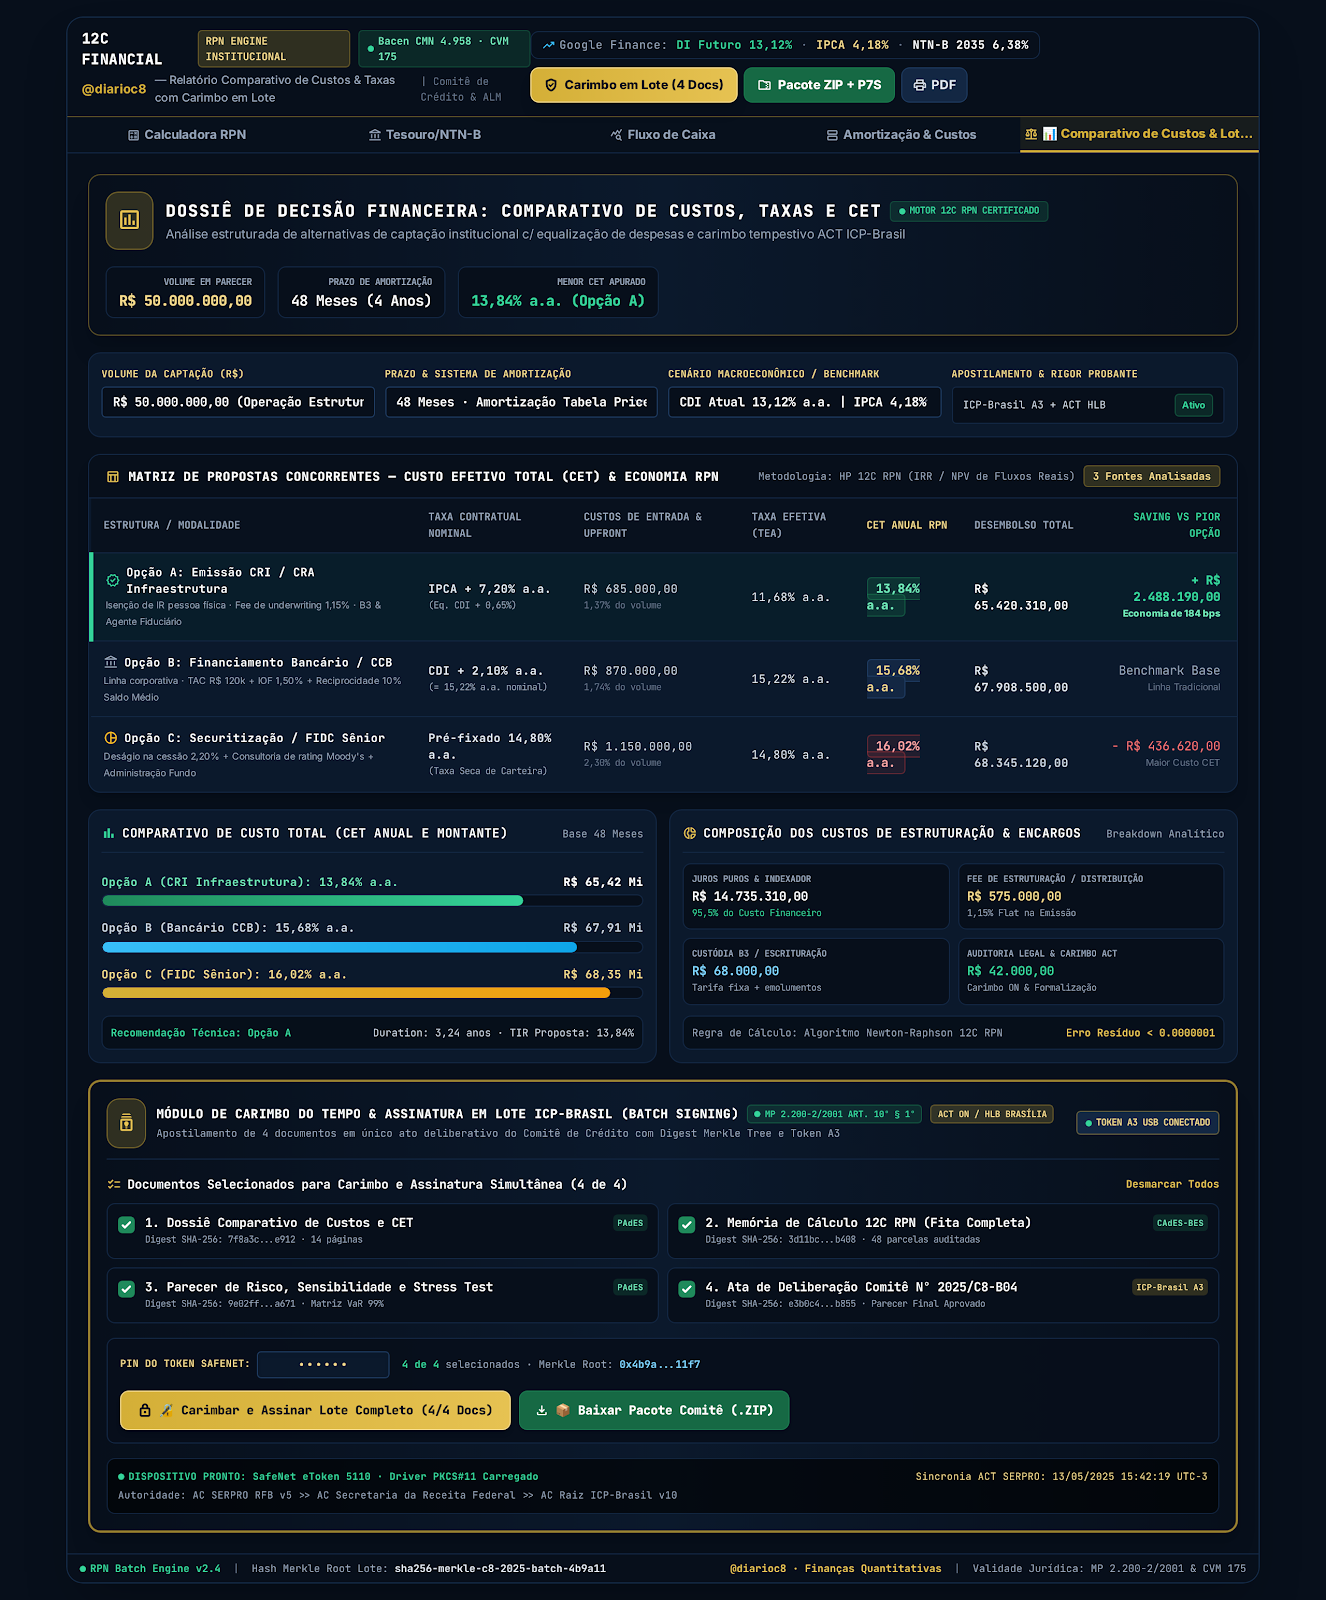 12C
FINANCIAL
RPN ENGINE
INSTITUCIONAL
Bacen CMN 4.958 · CVM
175
Google Finance: DI Futuro 13,12% · IPCA 4,18% · NTN-B 2035 6,38%
@diarioc8
— Relatório Comparativo de Custos & Taxas
com Carimbo em Lote
| Comitê de
Crédito & ALM
Carimbo em Lote (4 Docs)
Pacote ZIP + P7S
PDF
Calculadora RPN
Tesouro/NTN-B
Fluxo de Caixa
Amortização & Custos
Comparativo de Custos & Lot...
DOSSIÊ DE DECISÃO FINANCEIRA: COMPARATIVO DE CUSTOS, TAXAS E CET
MOTOR 12C RPN CERTIFICADO
Análise estruturada de alternativas de captação institucional c/ equalização de despesas e carimbo tempestivo ACT ICP-Brasil
VOLUME EM PARECER
R$ 50.000.000,00
PRAZO DE AMORTIZAÇÃO
48 Meses (4 Anos)
MENOR CET APURADO
13,84% a.a. (Opção A)
VOLUME DA CAPTAÇÃO (R$)
R$ 50.000.000,00 (Operação Estrutur
PRAZO & SISTEMA DE AMORTIZAÇÃO
48 Meses · Amortização Tabela Price
CENÁRIO MACROECONÔMICO / BENCHMARK
CDI Atual 13,12% a.a. | IPCA 4,18%
APOSTILAMENTO & RIGOR PROBANTE
ICP-Brasil A3 + ACT HLB
Ativo
MATRIZ DE PROPOSTAS CONCORRENTES — CUSTO EFETIVO TOTAL (CET) & ECONOMIA RPN
Metodologia: HP 12C RPN (IRR / NPV de Fluxos Reais)
3 Fontes Analisadas
ESTRUTURA / MODALIDADE
TAXA CONTRATUAL
NOMINAL
CUSTOS DE ENTRADA &
UPFRONT
TAXA EFETIVA
(TEA)
CET ANUAL RPN
DESEMBOLSO TOTAL
SAVING VS PIOR
OPÇÃO
Opção A: Emissão CRI / CRA
Infraestrutura
Isenção de IR pessoa física · Fee de underwriting 1,15% · B3 &
Agente Fiduciário
IPCA + 7,20% a.a.
(Eq. CDI + 0,65%)
R$ 685.000,00
1,37% do volume
11,68% a.a.
13,84%
a.a.
R$
65.420.310,00
+ R$
2.488.190,00
Economia de 184 bps
Opção B: Financiamento Bancário / CCB
Linha corporativa · TAC R$ 120k + IOF 1,50% + Reciprocidade 10%
Saldo Médio
CDI + 2,10% a.a.
(= 15,22% a.a. nominal)
R$ 870.000,00
1,74% do volume
15,22% a.a.
15,68%
a.a.
R$
67.908.500,00
Benchmark Base
Linha Tradicional
Opção C: Securitização / FIDC Sênior
Deságio na cessão 2,20% + Consultoria de rating Moody's +
Administração Fundo
Pré-fixado 14,80%
a.a.
(Taxa Seca de Carteira)
R$ 1.150.000,00
2,30% do volume
14,80% a.a.
16,02%
a.a.
R$
68.345.120,00
- R$ 436.620,00
Maior Custo CET
COMPARATIVO DE CUSTO TOTAL (CET ANUAL E MONTANTE)
Base 48 Meses
Opção A (CRI Infraestrutura): 13,84% a.a.
R$ 65,42 Mi
Opção B (Bancário CCB): 15,68% a.a.
R$ 67,91 Mi
Opção C (FIDC Sênior): 16,02% a.a.
R$ 68,35 Mi
Recomendação Técnica: Opção A
Duration: 3,24 anos · TIR Proposta: 13,84%
COMPOSIÇÃO DOS CUSTOS DE ESTRUTURAÇÃO & ENCARGOS
Breakdown Analítico
JUROS PUROS & INDEXADOR
R$ 14.735.310,00
95,5% do Custo Financeiro
FEE DE ESTRUTURAÇÃO / DISTRIBUIÇÃO
R$ 575.000,00
1,15% Flat na Emissão
CUSTÓDIA B3 / ESCRITURAÇÃO
R$ 68.000,00
Tarifa fixa + emolumentos
AUDITORIA LEGAL & CARIMBO ACT
R$ 42.000,00
Carimbo ON & Formalização
Regra de Cálculo: Algoritmo Newton-Raphson 12C RPN
Erro Resíduo < 0.0000001
MÓDULO DE CARIMBO DO TEMPO & ASSINATURA EM LOTE ICP-BRASIL (BATCH SIGNING)
MP 2.200-2/2001 ART. 10° § 1°
ACT ON / HLB BRASÍLIA
Apostilamento de 4 documentos em único ato deliberativo do Comitê de Crédito com Digest Merkle Tree e Token A3
TOKEN A3 USB CONECTADO
Documentos Selecionados para Carimbo e Assinatura Simultânea (4 de 4)
Desmarcar Todos
1. Dossiê Comparativo de Custos e CET
Digest SHA-256: 7f8a3c...e912 · 14 páginas
PAdES
2. Memória de Cálculo 12C RPN (Fita Completa)
Digest SHA-256: 3d11bc...b408 · 48 parcelas auditadas
CAdES-BES
3. Parecer de Risco, Sensibilidade e Stress Test
Digest SHA-256: 9e02ff...a671 · Matriz VaR 99%
PAdES
4. Ata de Deliberação Comitê N° 2025/C8-B04
Digest SHA-256: e3b0c4...b855 · Parecer Final Aprovado
ICP-Brasil A3
PIN DO TOKEN SAFENET:
••••••
4 de 4 selecionados · Merkle Root: 0x4b9a...11f7
Carimbar e Assinar Lote Completo (4/4 Docs)
Baixar Pacote Comitê (.ZIP)
DISPOSITIVO PRONTO: SafeNet eToken 5110 · Driver PKCS#11 Carregado
Sincronia ACT SERPRO: 13/05/2025 15:42:19 UTC-3
Autoridade: AC SERPRO RFB v5 >> AC Secretaria da Receita Federal >> AC Raiz ICP-Brasil v10
RPN Batch Engine v2.4 | Hash Merkle Root Lote: sha256-merkle-c8-2025-batch-4b9a11
@diarioc8 · Finanças Quantitativas | Validade Jurídica: MP 2.200-2/2001 & CVM 175